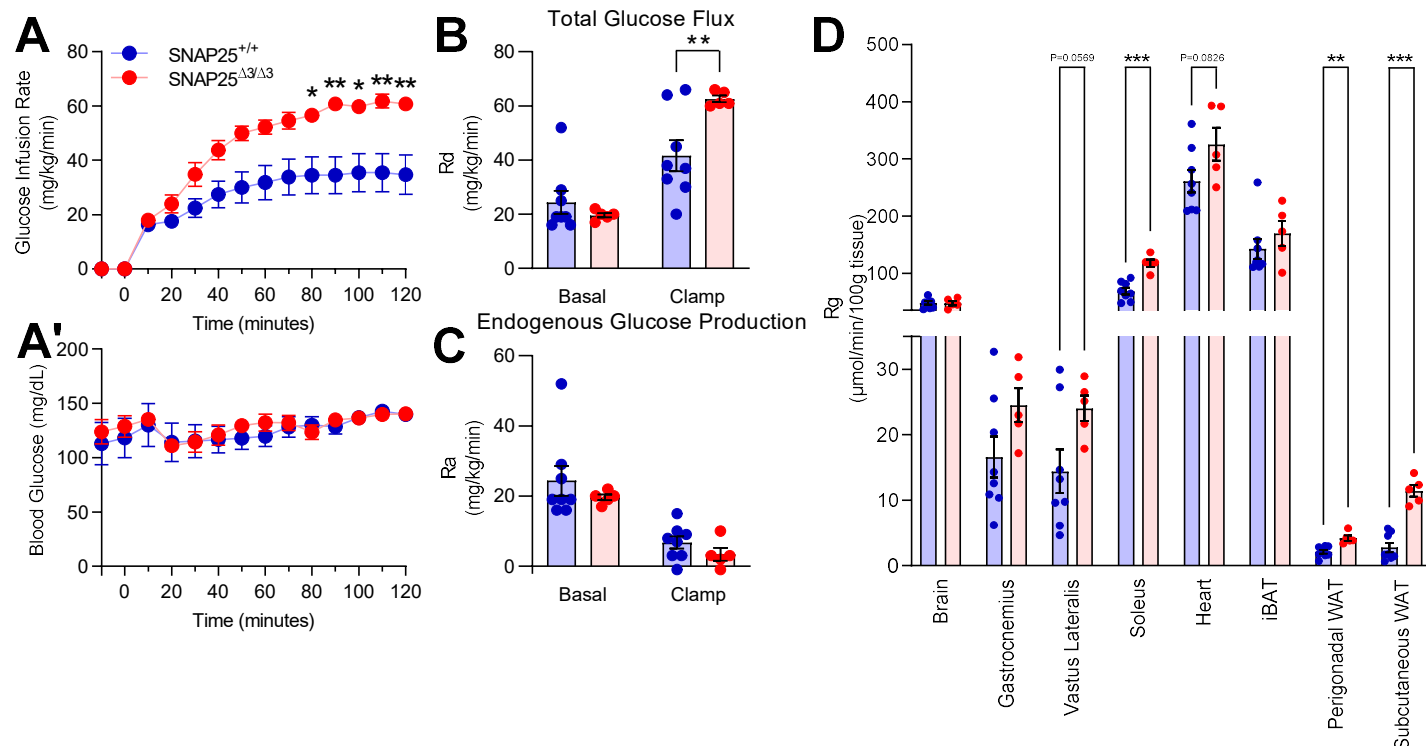 A
SNAP25+/+
SNAP25Δ3/Δ3
Glucose Infusion Rate
(mg/kg/min)
80
60
40
20
0
* ** * ** **
0 20 40 60 80 100 120
Time (minutes)
A'
Blood Glucose (mg/dL)
200
150
100
50
0
0 20 40 60 80 100 120
Time (minutes)
B
Total Glucose Flux
Rd
(mg/kg/min)
80
60
40
20
0
**
Basal Clamp
C
Endogenous Glucose Production
Ra
(mg/kg/min)
60
40
20
0
Basal Clamp
D
Rg
(µmol/min/100g tissue)
500
400
300
200
100
30
20
10
0
P=0.0569 *** P=0.0826 ** ***
Brain
Gastrocnemius
Vastus Lateralis
Soleus
Heart
iBAT
Perigonadal WAT
Subcutaneous WAT